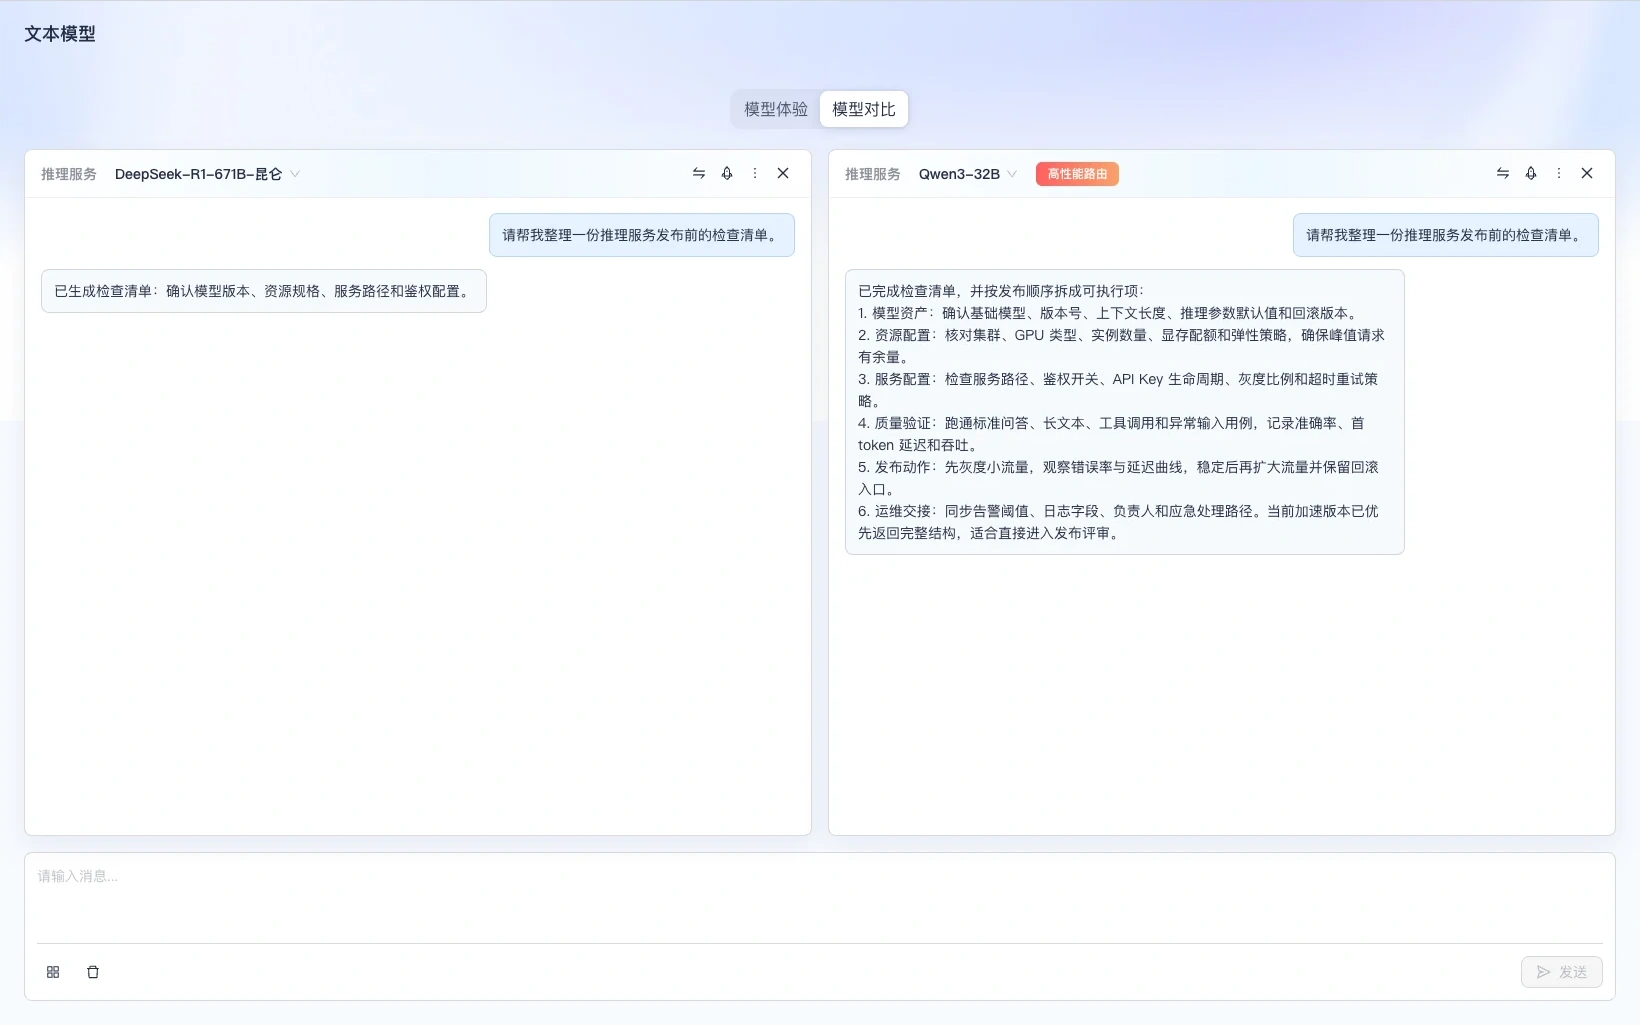 文本模型
模型体验
模型对比
推理服务
DeepSeek-R1-671B-昆仑
请帮我整理一份推理服务发布前的检查清单。
已生成检查清单：确认模型版本、资源规格、服务路径和鉴权配置。
推理服务
Qwen3-32B
高性能路由
请帮我整理一份推理服务发布前的检查清单。
已完成检查清单，并按发布顺序拆成可执行项：
1. 模型资产：确认基础模型、版本号、上下文长度、推理参数默认值和回滚版本。
2. 资源配置：核对集群、GPU 类型、实例数量、显存配额和弹性策略，确保峰值请求
有余量。
3. 服务配置：检查服务路径、鉴权开关、API Key 生命周期、灰度比例和超时重试策
略。
4. 质量验证：跑通标准问答、长文本、工具调用和异常输入用例，记录准确率、首
token 延迟和吞吐。
5. 发布动作：先灰度小流量，观察错误率与延迟曲线，稳定后再扩大流量并保留回滚
入口。
6. 运维交接：同步告警阈值、日志字段、负责人和应急处理路径。当前加速版本已优
先返回完整结构，适合直接进入发布评审。
请输入消息...
发送